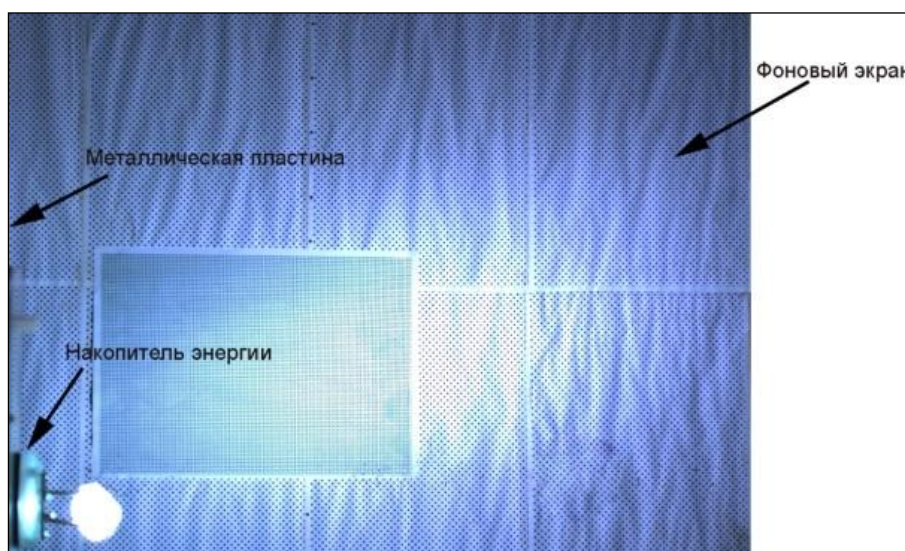 Фоновый экран
Металлическая пластина
Накопитель энергии